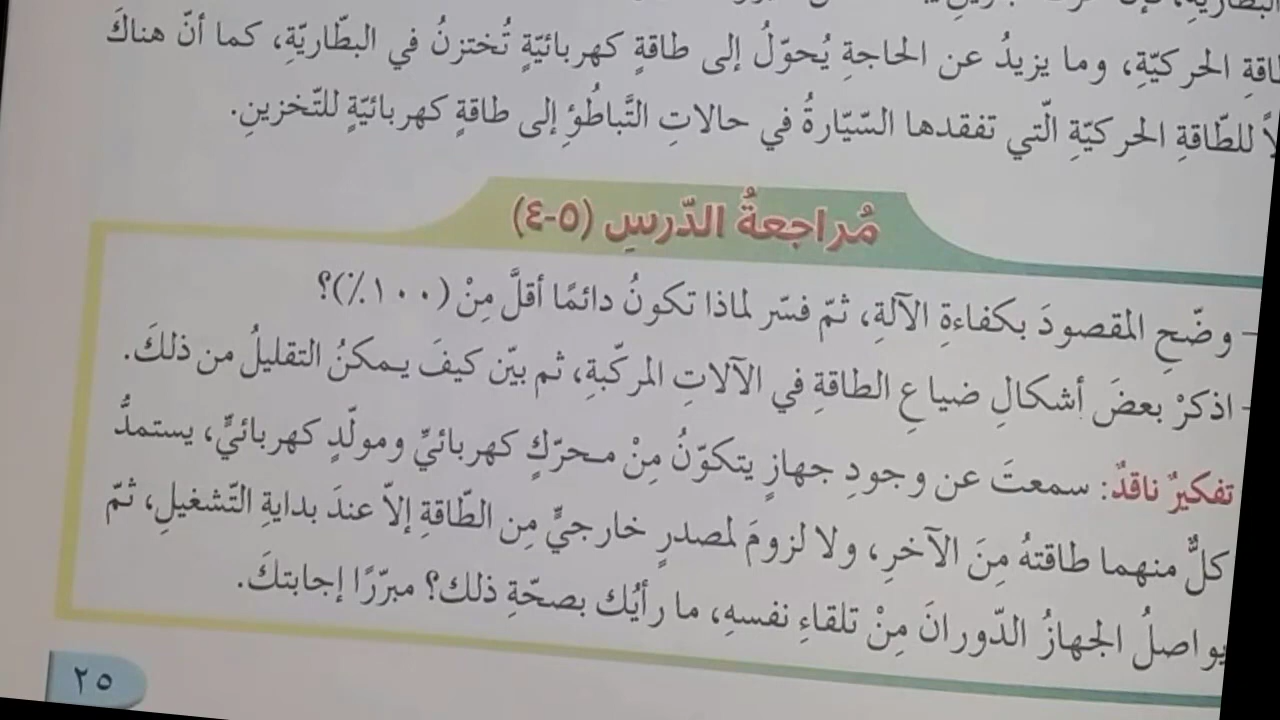 طاقةِ الحركيّةِ، وما يزيدُ عن الحاجةِ يُحوّلُ إلى طاقةٍ كهربائيّةٍ تُختزنُ في البطّاريّةِ، كما أنّ هناكَ
للطّاقةِ الحركيّةِ الّتي تفقدها السّيّارةُ في حالاتِ التَّباطُؤِ إلى طاقةٍ كهربائيّةٍ للتّخزينِ.
مُراجعةُ الدّرسِ (٥-٤)
- وضّحِ المقصودَ بكفاءةِ الآلةِ، ثمّ فسّر لماذا تكونُ دائمًا أقلَّ مِنْ (١٠٠٪)؟
- اذكرْ بعضَ أشكالِ ضياعِ الطاقةِ في الآلاتِ المركّبةِ، ثم بيّن كيفَ يـمكنُ التقليلُ من ذلكَ.
تفكيرٌ ناقدٌ: سمعتَ عن وجودِ جهازٍ يتكوّنُ مِنْ محرّكٍ كهربائيٍّ ومولّدٍ كهربائيٍّ، يستمدُّ
كلٌّ منهما طاقتهُ مِنَ الآخرِ، ولا لزومَ لمصدرٍ خارجيٍّ مِن الطّاقةِ إلاّ عندَ بدايةِ التّشغيلِ، ثمّ
يواصلُ الجهازُ الدّورانَ مِنْ تلقاءِ نفسهِ، ما رأيُك بصحّةِ ذلك؟ مبرّرًا إجابتكَ.
٢٥